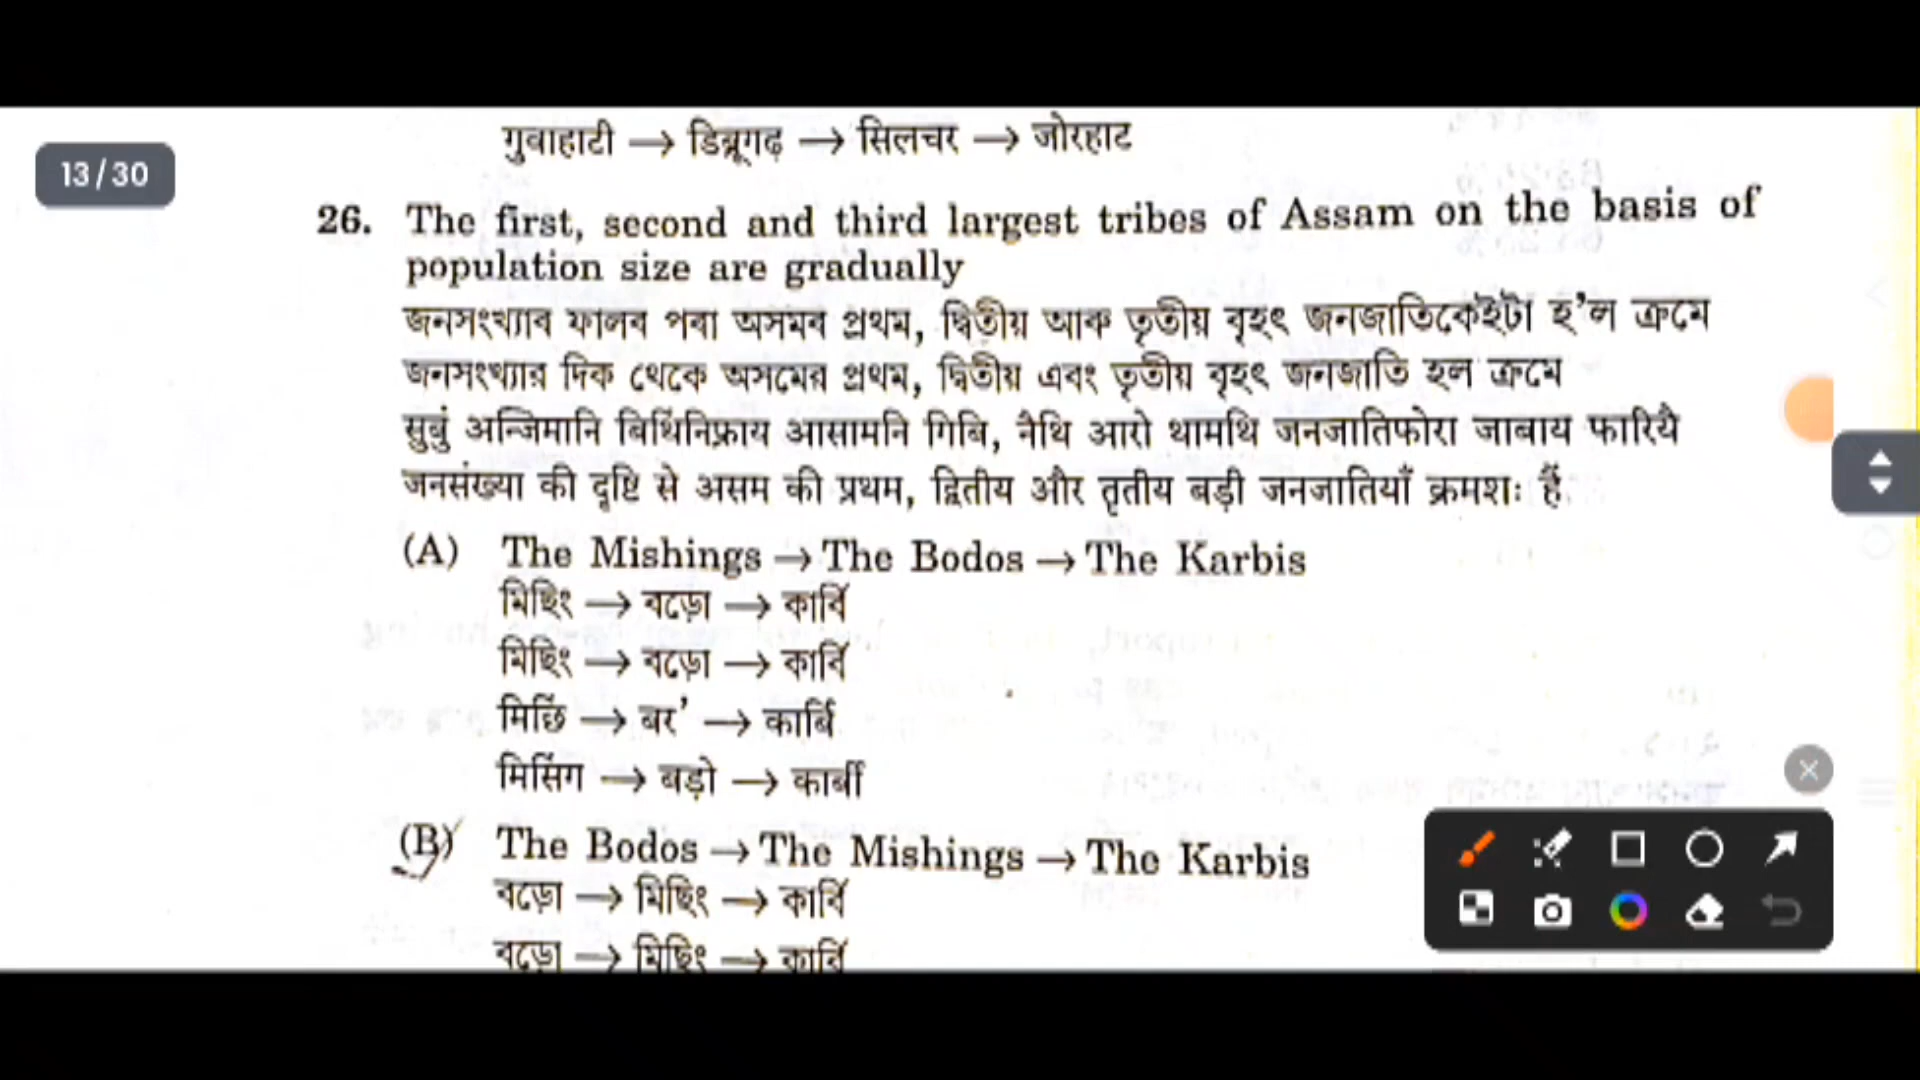 गुवाहाटी → डिब्रूगढ़ → सिलचर → जोरहाट
13/30
26. The first, second and third largest tribes of Assam on the basis of
population size are gradually
জনসংখ্যাৰ ফালৰ পৰা অসমৰ প্ৰথম, দ্বিতীয় আৰু তৃতীয় বৃহৎ জনজাতিকেইটা হ'ল ক্ৰমে
জনসংখ্যার দিক থেকে অসমের প্রথম, দ্বিতীয় এবং তৃতীয় বৃহৎ জনজাতি হল ক্রমে
सुबुं अन्जिमानि बिथिंनिफ्राय आसामनि गिबि, नैथि आरो थामथि जनजातिफोरा जाबाय फारियै
जनसंख्या की दृष्टि से असम की प्रथम, द्वितीय और तृतीय बड़ी जनजातियाँ क्रमशः हैं
(A) The Mishings → The Bodos → The Karbis
মিছিং → বড়ো → কাৰ্বি
মিছিং → বড়ো → কার্বি
मिछिं → बर' → कार्बि
मिसिंग → बड़ो → कार्बी
(B) The Bodos → The Mishings → The Karbis
বড়ো → মিছিং → কাৰ্বি
বড়ো → মিছিং → কার্বি